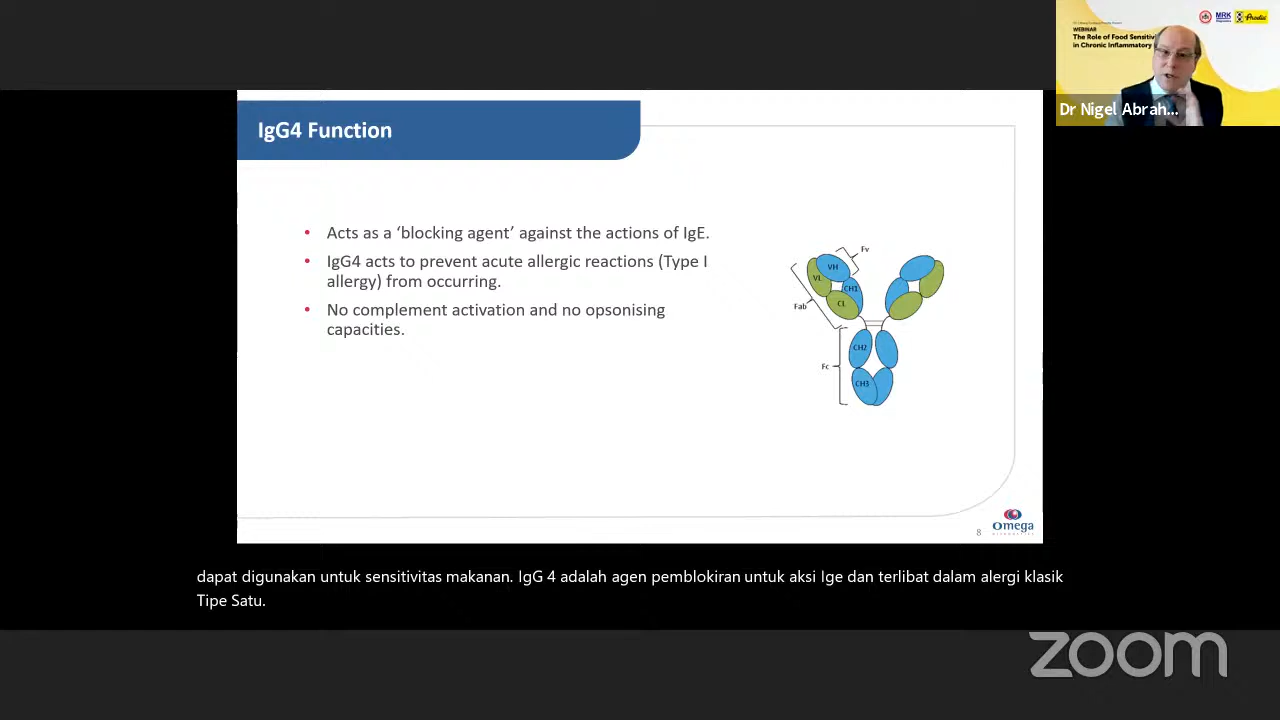 WEBINAR
The Role of Food Sensitiv
in Chronic Inflammatory
MRK
Prodia
Dr Nigel Abrah...
IgG4 Function
• Acts as a ‘blocking agent’ against the actions of IgE.
• IgG4 acts to prevent acute allergic reactions (Type I
allergy) from occurring.
• No complement activation and no opsonising
capacities.
Fv
VH
VL
CH1
CL
Fab
CH2
Fc
CH3
8
omega
DIAGNOSTICS
dapat digunakan untuk sensitivitas makanan. IgG 4 adalah agen pemblokiran untuk aksi Ige dan terlibat dalam alergi klasik
Tipe Satu.
zoom